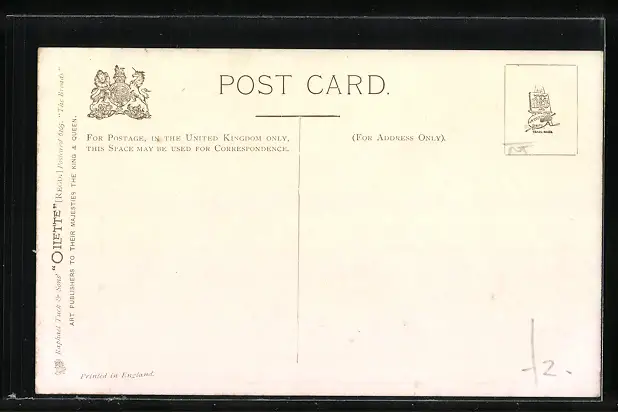 POST CARD.
FOR POSTAGE, IN THE UNITED KINGDOM ONLY,
THIS SPACE MAY BE USED FOR CORRESPONDENCE.
(FOR ADDRESS ONLY).
Raphael Tuck & Sons' "OILETTE" [REGD.] Postcard "The Broads"
ART PUBLISHERS TO THEIR MAJESTIES THE KING & QUEEN.
Printed in England.
TRADE MARK
2.